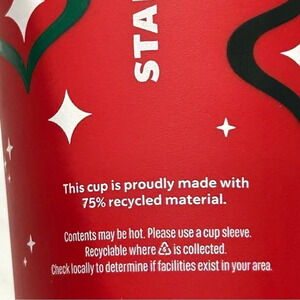 STA
This cup is proudly made with
75% recycled material.
Contents may be hot. Please use a cup sleeve.
Recyclable where ♳ is collected.
Check locally to determine if facilities exist in your area.